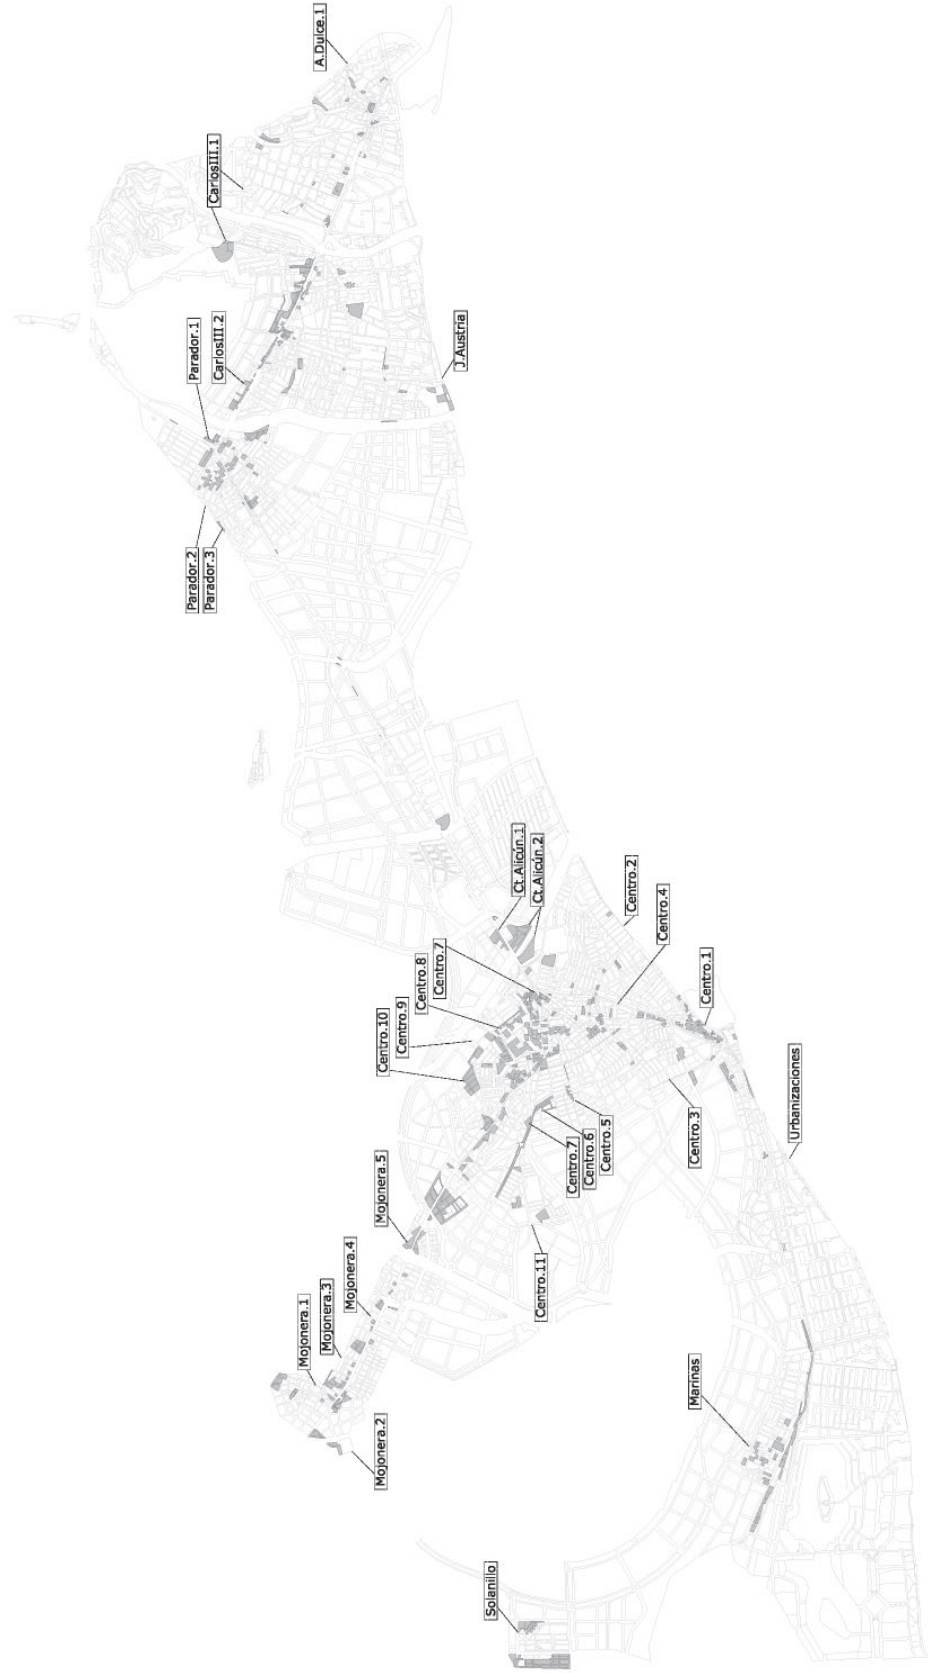 A.Dulce.1
CarlosIII.1
Parador.1
CarlosIII.2
J.Austria
Parador.2
Parador.3
Ct.Alicún.1
Ct.Alicún.2
Centro.2
Centro.4
Centro.8
Centro.7
Centro.10
Centro.9
Centro.1
Urbanizaciones
Centro.3
Centro.7
Centro.6
Centro.5
Mojonera.5
Centro.11
Mojonera.4
Mojonera.3
Mojonera.1
Mojonera.2
Marinas
Solanillo